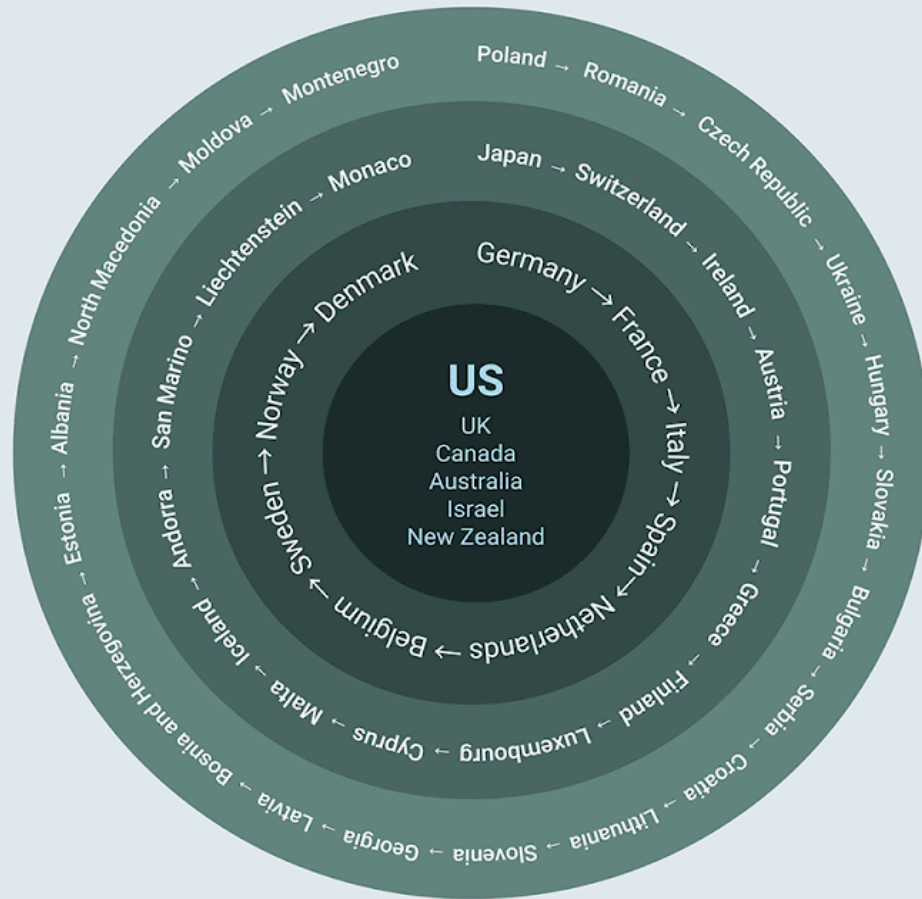 US
UK
Canada
Australia
Israel
New Zealand
Germany → France → Italy → Spain → Netherlands → Belgium → Sweden → Norway → Denmark
Japan → Switzerland → Ireland → Austria → Portugal → Greece → Finland → Luxembourg → Cyprus → Malta → Iceland → Andorra → San Marino → Liechtenstein → Monaco
Poland → Romania → Czech Republic → Ukraine → Hungary → Slovakia → Bulgaria → Serbia → Croatia → Lithuania → Slovenia → Georgia → Latvia → Bosnia and Herzegovina → Estonia → Albania → North Macedonia → Moldova → Montenegro